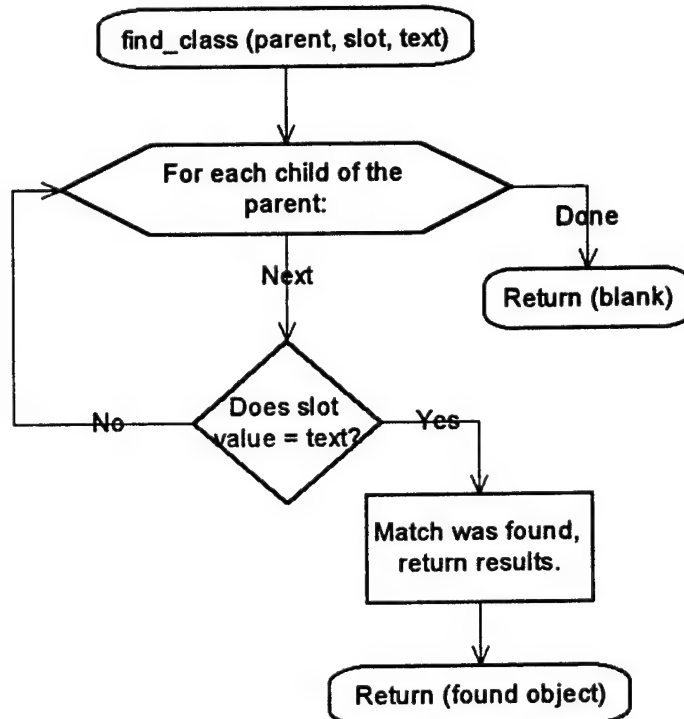 find_class (parent, slot, text)
For each child of the
parent:
Done
Next
Return (blank)
Does slot
value = text?
No
Yes
Match was found,
return results.
Return (found object)